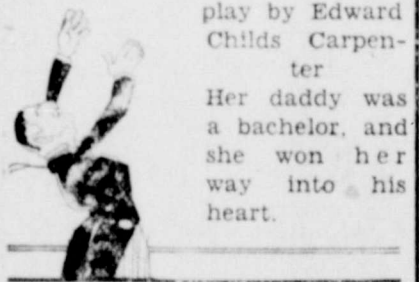 play by Edward
Childs Carpen-
ter
Her daddy was
a bachelor, and
she won her
way into his
heart.